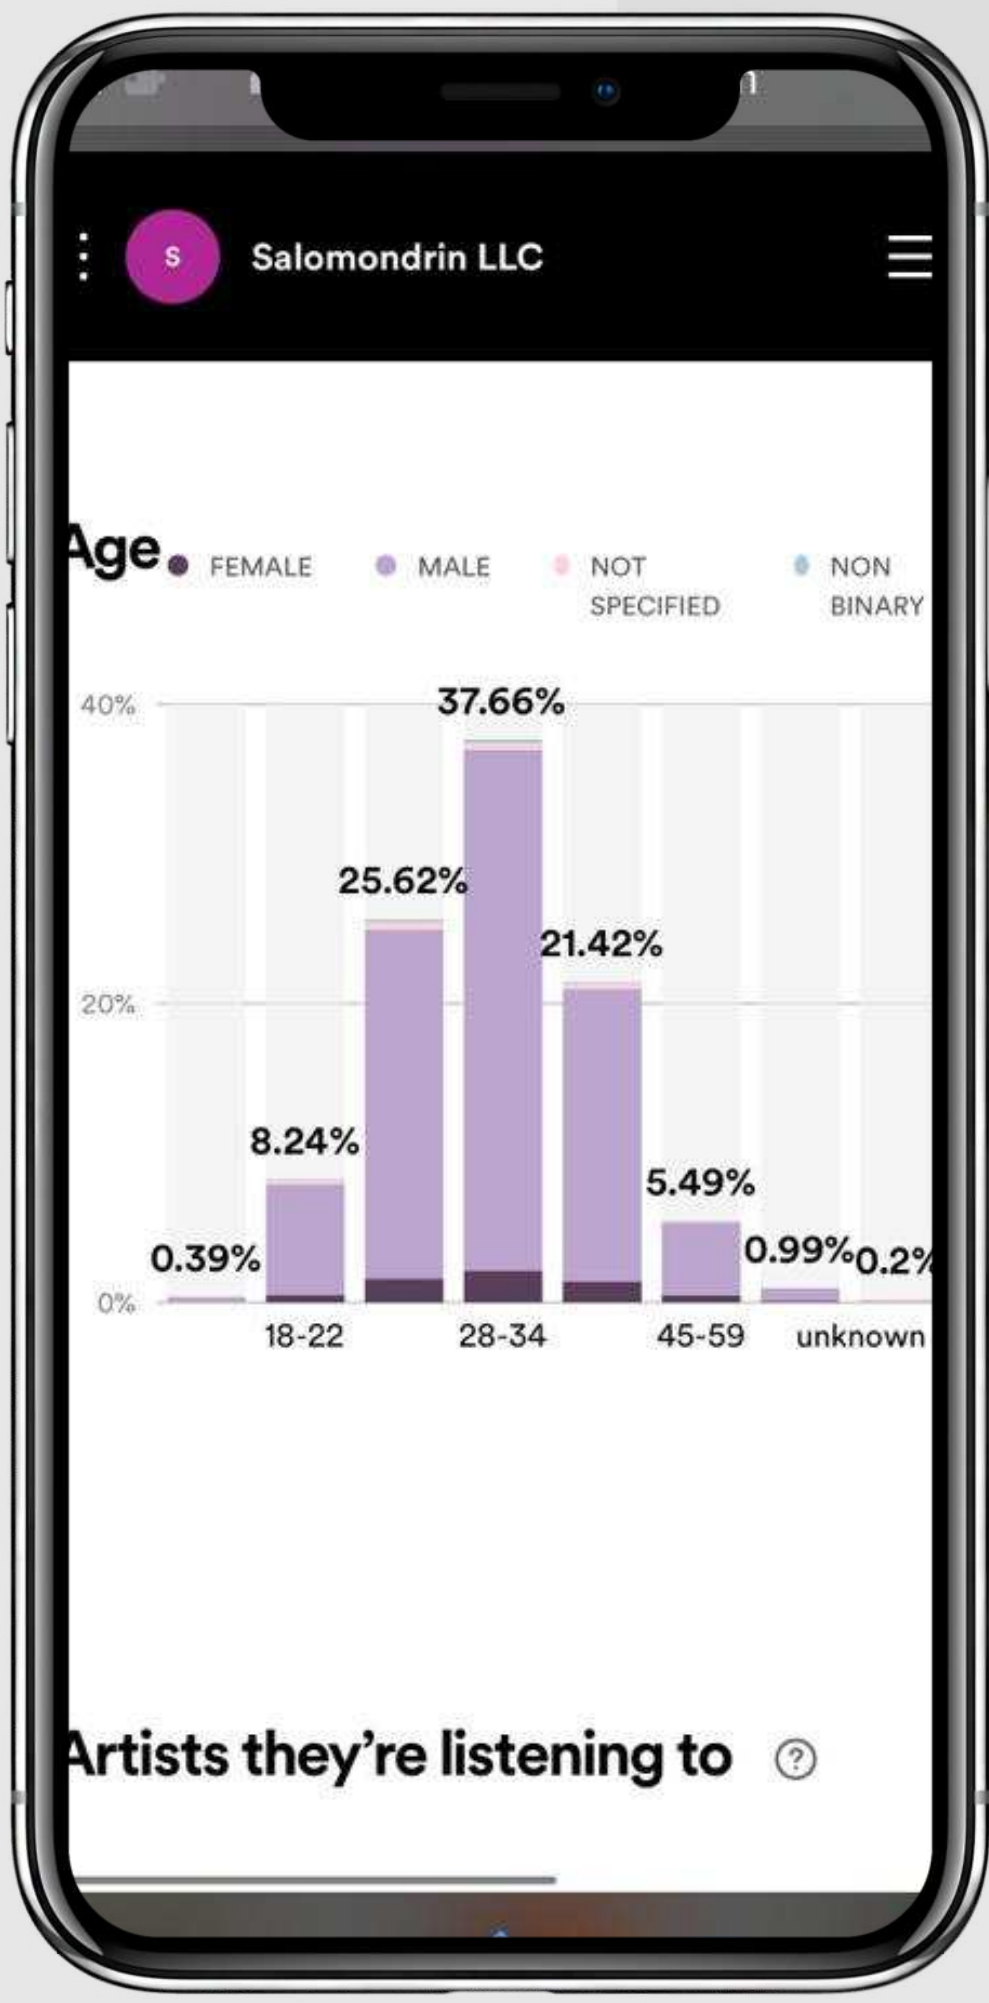 S
Salomondrin LLC
Age
FEMALE
MALE
NOT
SPECIFIED
NON
BINARY
40%
37.66%
25.62%
21.42%
20%
8.24%
5.49%
0.39%
0.99%
0.2%
0%
18-22
28-34
45-59
unknown
Artists they're listening to
?